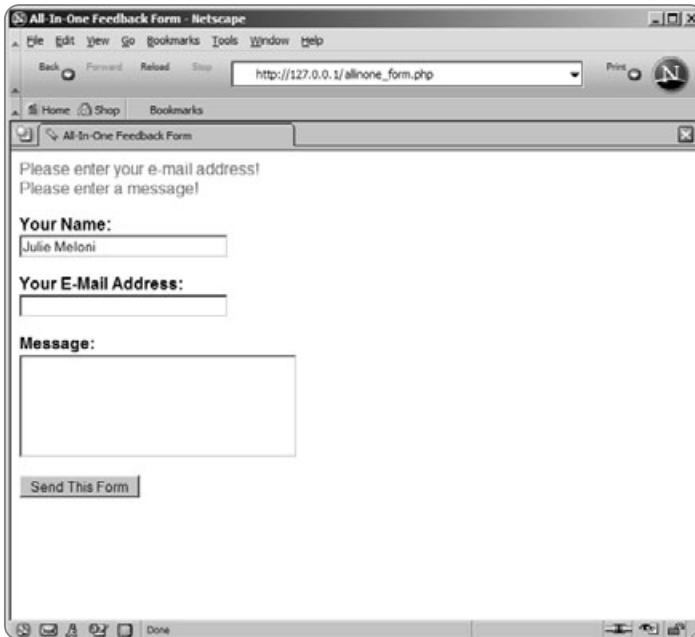 All-In-One Feedback Form - Netscape
File Edit View Go Bookmarks Tools Window Help
Back Forward Reload Stop http://127.0.0.1/allinone_form.php Print N
Home Shop Bookmarks
All-In-One Feedback Form
Please enter your e-mail address!
Please enter a message!
Your Name:
Julie Meloni
Your E-Mail Address:
Message:
Send This Form
Done